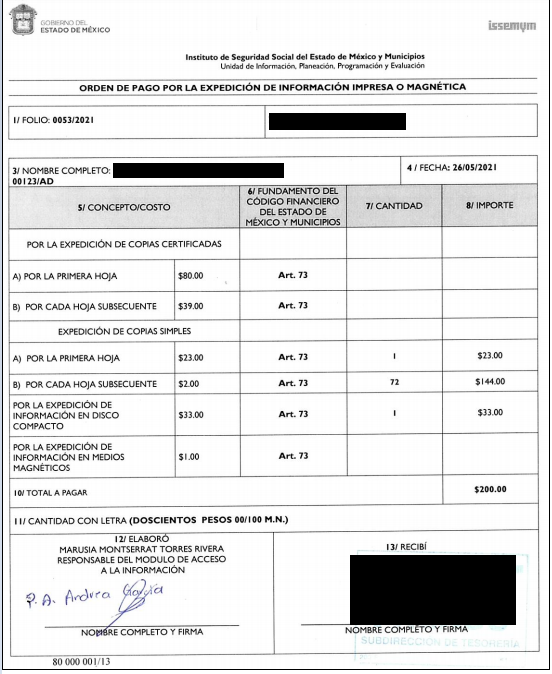 GOBIERNO DEL
ESTADO DE MÉXICO
issemym
Instituto de Seguridad Social del Estado de México y Municipios
Unidad de Información, Planeación, Programación y Evaluación
ORDEN DE PAGO POR LA EXPEDICIÓN DE INFORMACIÓN IMPRESA O MAGNÉTICA
1/ FOLIO: 0053/2021
3/ NOMBRE COMPLETO:
00123/AD
4 / FECHA: 26/05/2021
5/ CONCEPTO/COSTO
6/ FUNDAMENTO DEL
CÓDIGO FINANCIERO
DEL ESTADO DE
MÉXICO Y MUNICIPIOS
7/ CANTIDAD
8/ IMPORTE
POR LA EXPEDICIÓN DE COPIAS CERTIFICADAS
A) POR LA PRIMERA HOJA $80.00 Art. 73
B) POR CADA HOJA SUBSECUENTE $39.00 Art. 73
EXPEDICIÓN DE COPIAS SIMPLES
A) POR LA PRIMERA HOJA $23.00 Art. 73 1 $23.00
B) POR CADA HOJA SUBSECUENTE $2.00 Art. 73 72 $144.00
POR LA EXPEDICIÓN DE
INFORMACIÓN EN DISCO
COMPACTO
$33.00 Art. 73 1 $33.00
POR LA EXPEDICIÓN DE
INFORMACIÓN EN MEDIOS
MAGNÉTICOS
$1.00 Art. 73
10/ TOTAL A PAGAR $200.00
11/ CANTIDAD CON LETRA (DOSCIENTOS PESOS 00/100 M.N.)
12/ ELABORÓ
MARUSIA MONTSERRAT TORRES RIVERA
RESPONSABLE DEL MODULO DE ACCESO
A LA INFORMACIÓN
P. A. Andrea García
NOMBRE COMPLETO Y FIRMA
13/ RECIBÍ
NOMBRE COMPLETO Y FIRMA
SUBDIRECCIÓN DE TESORERÍA
80 000 001/13